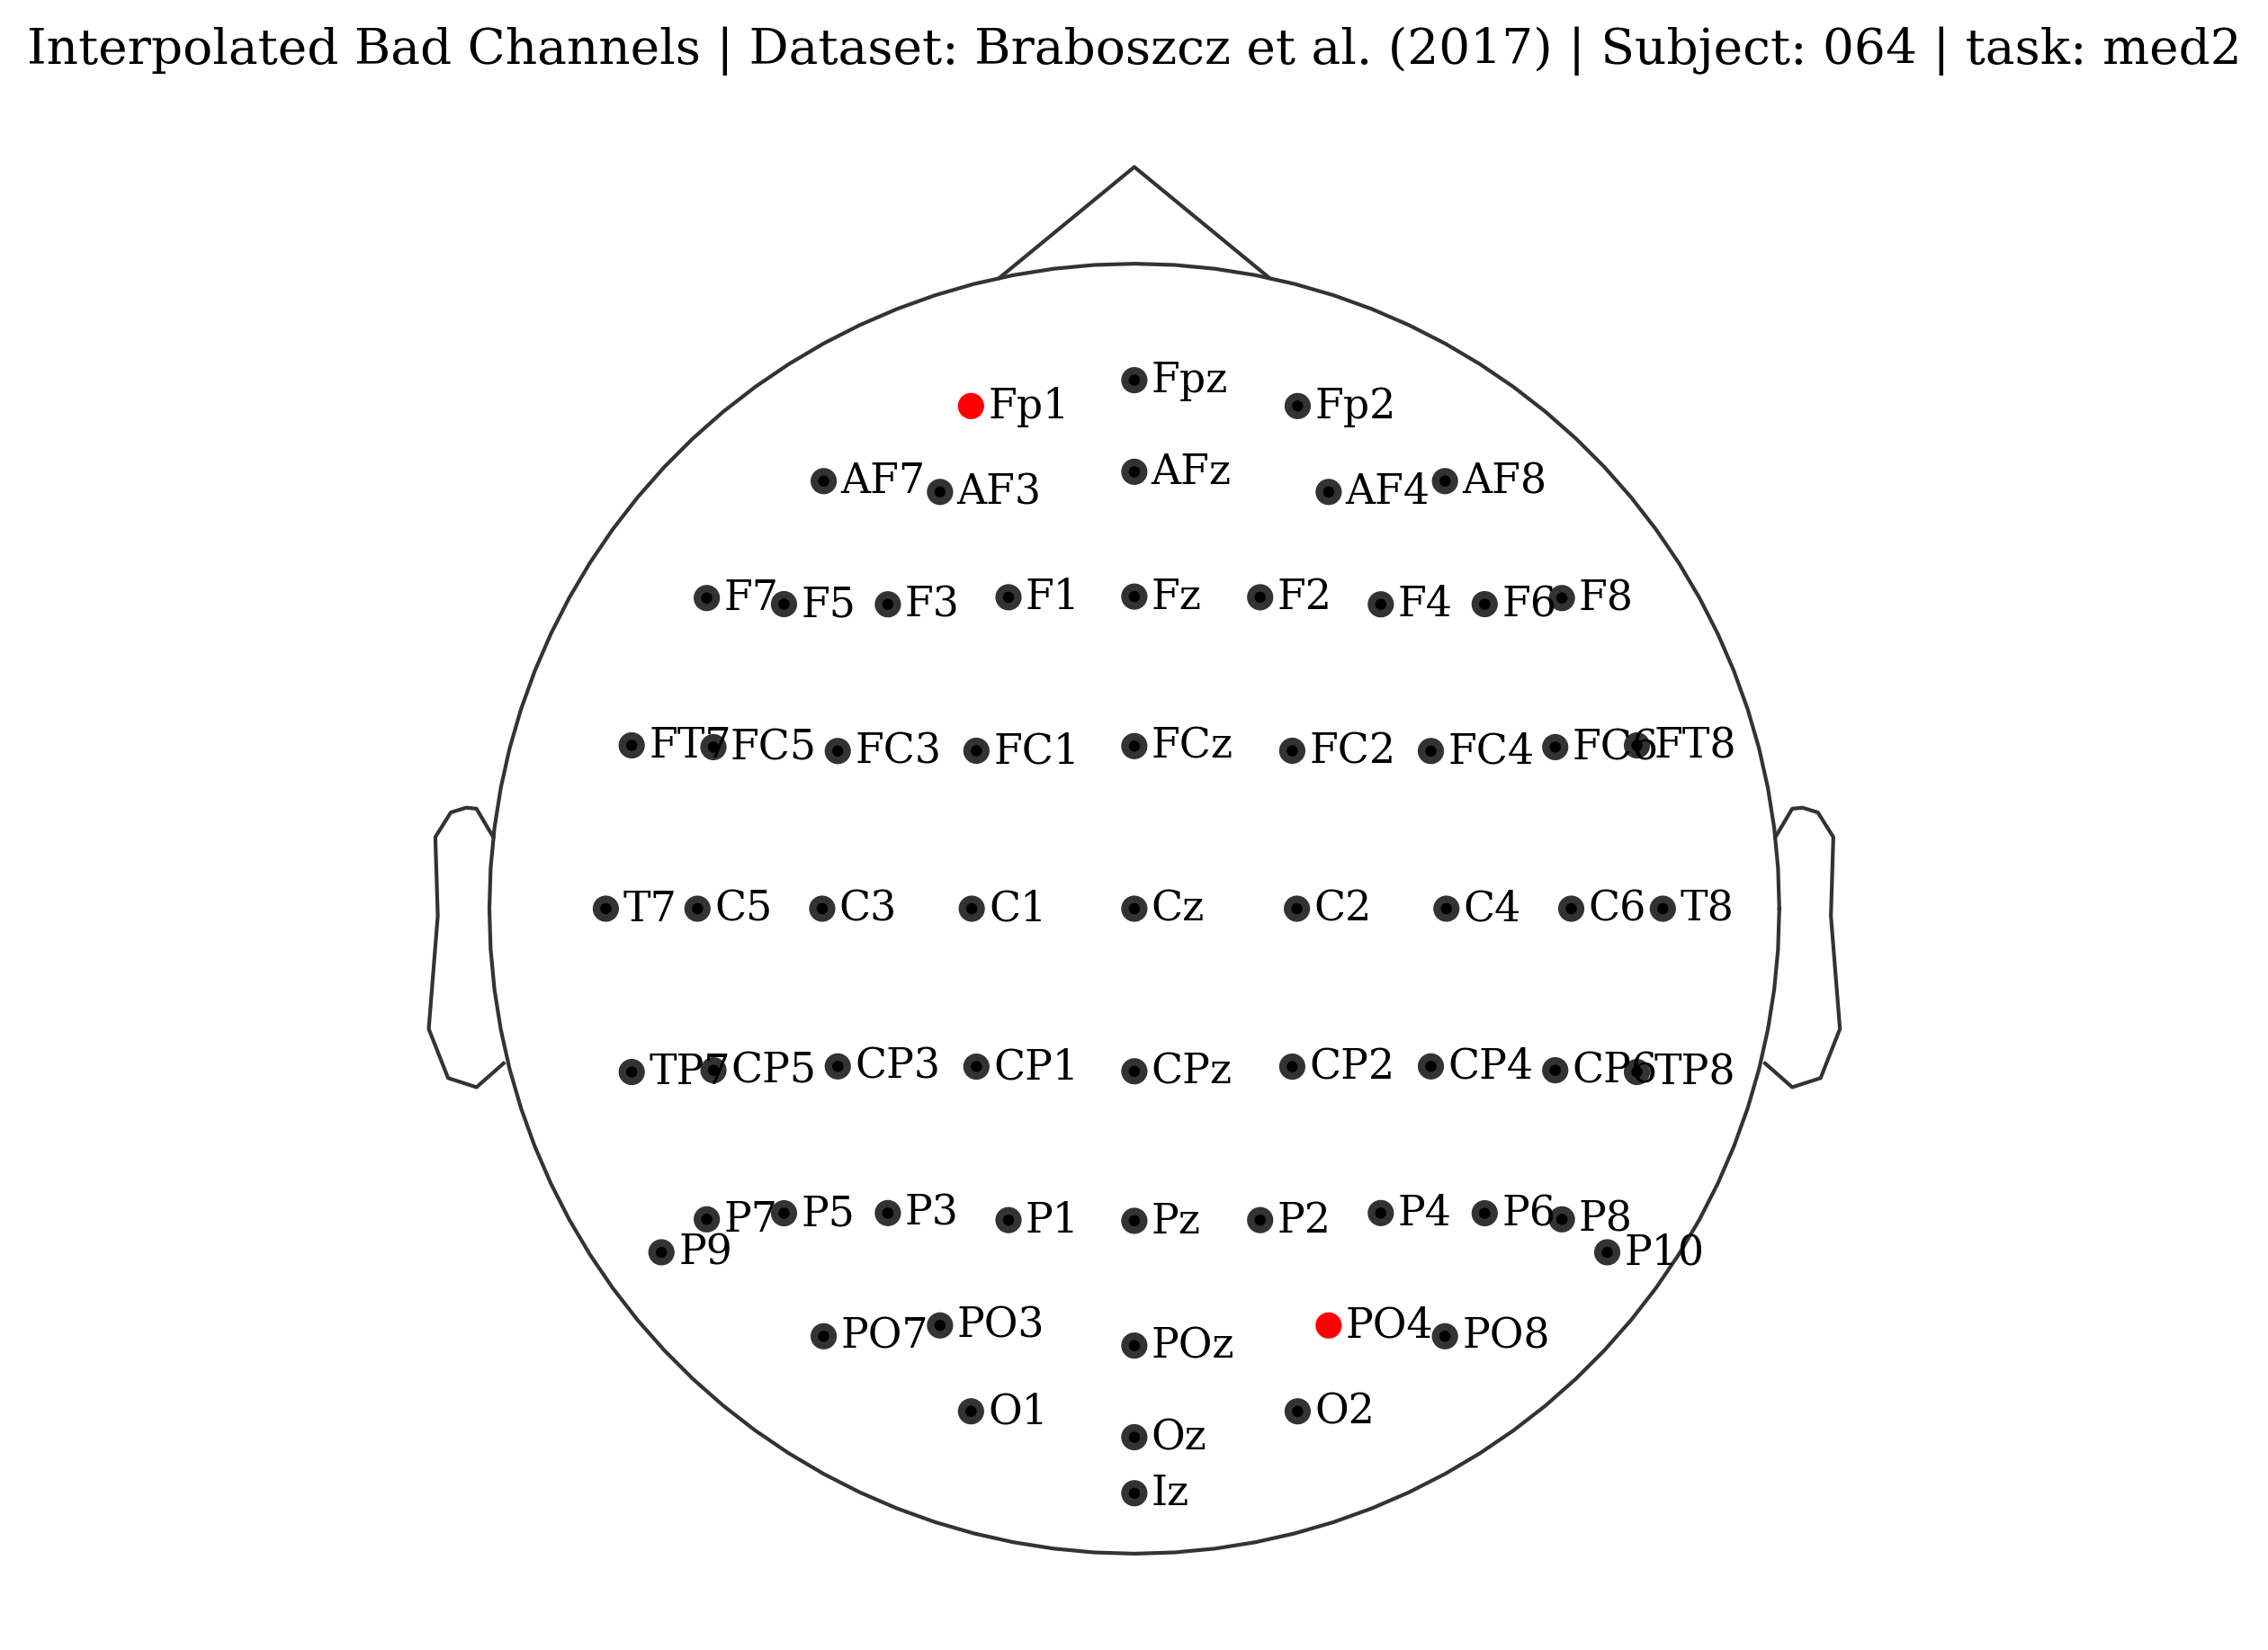 Interpolated Bad Channels | Dataset: Braboszcz et al. (2017) | Subject: 064 | task: med2
Fpz
Fp1 Fp2
AFz
AF7 AF3 AF4 AF8
F7 F5 F3 F1 Fz F2 F4 F6 F8
FT7 FC5 FC3 FC1 FCz FC2 FC4 FC6 FT8
T7 C5 C3 C1 Cz C2 C4 C6 T8
TP7 CP5 CP3 CP1 CPz CP2 CP4 CP6 TP8
P7 P5 P3 P1 Pz P2 P4 P6 P8
P9 P10
PO7 PO3 POz PO4 PO8
O1 O2
Oz
Iz